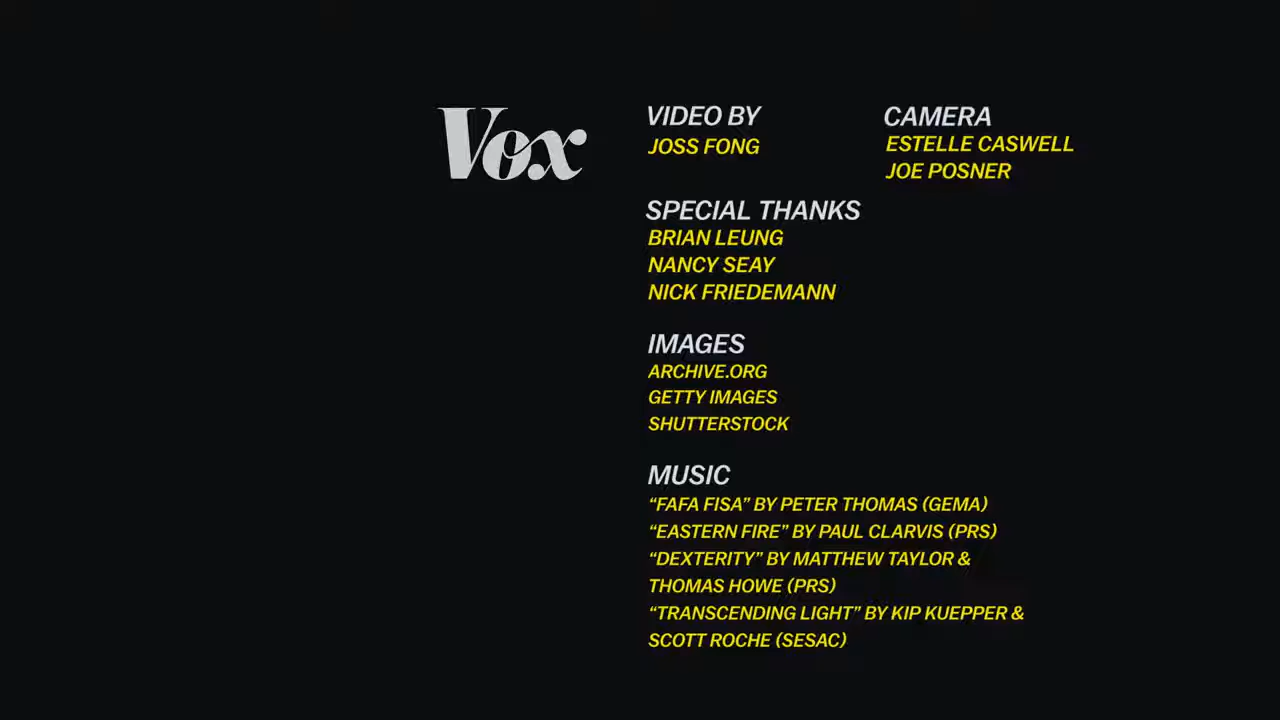 Vox
VIDEO BY
JOSS FONG
CAMERA
ESTELLE CASWELL
JOE POSNER
SPECIAL THANKS
BRIAN LEUNG
NANCY SEAY
NICK FRIEDEMANN
IMAGES
ARCHIVE.ORG
GETTY IMAGES
SHUTTERSTOCK
MUSIC
“FAFA FISA” BY PETER THOMAS (GEMA)
“EASTERN FIRE” BY PAUL CLARVIS (PRS)
“DEXTERITY” BY MATTHEW TAYLOR &
THOMAS HOWE (PRS)
“TRANSCENDING LIGHT” BY KIP KUEPPER &
SCOTT ROCHE (SESAC)